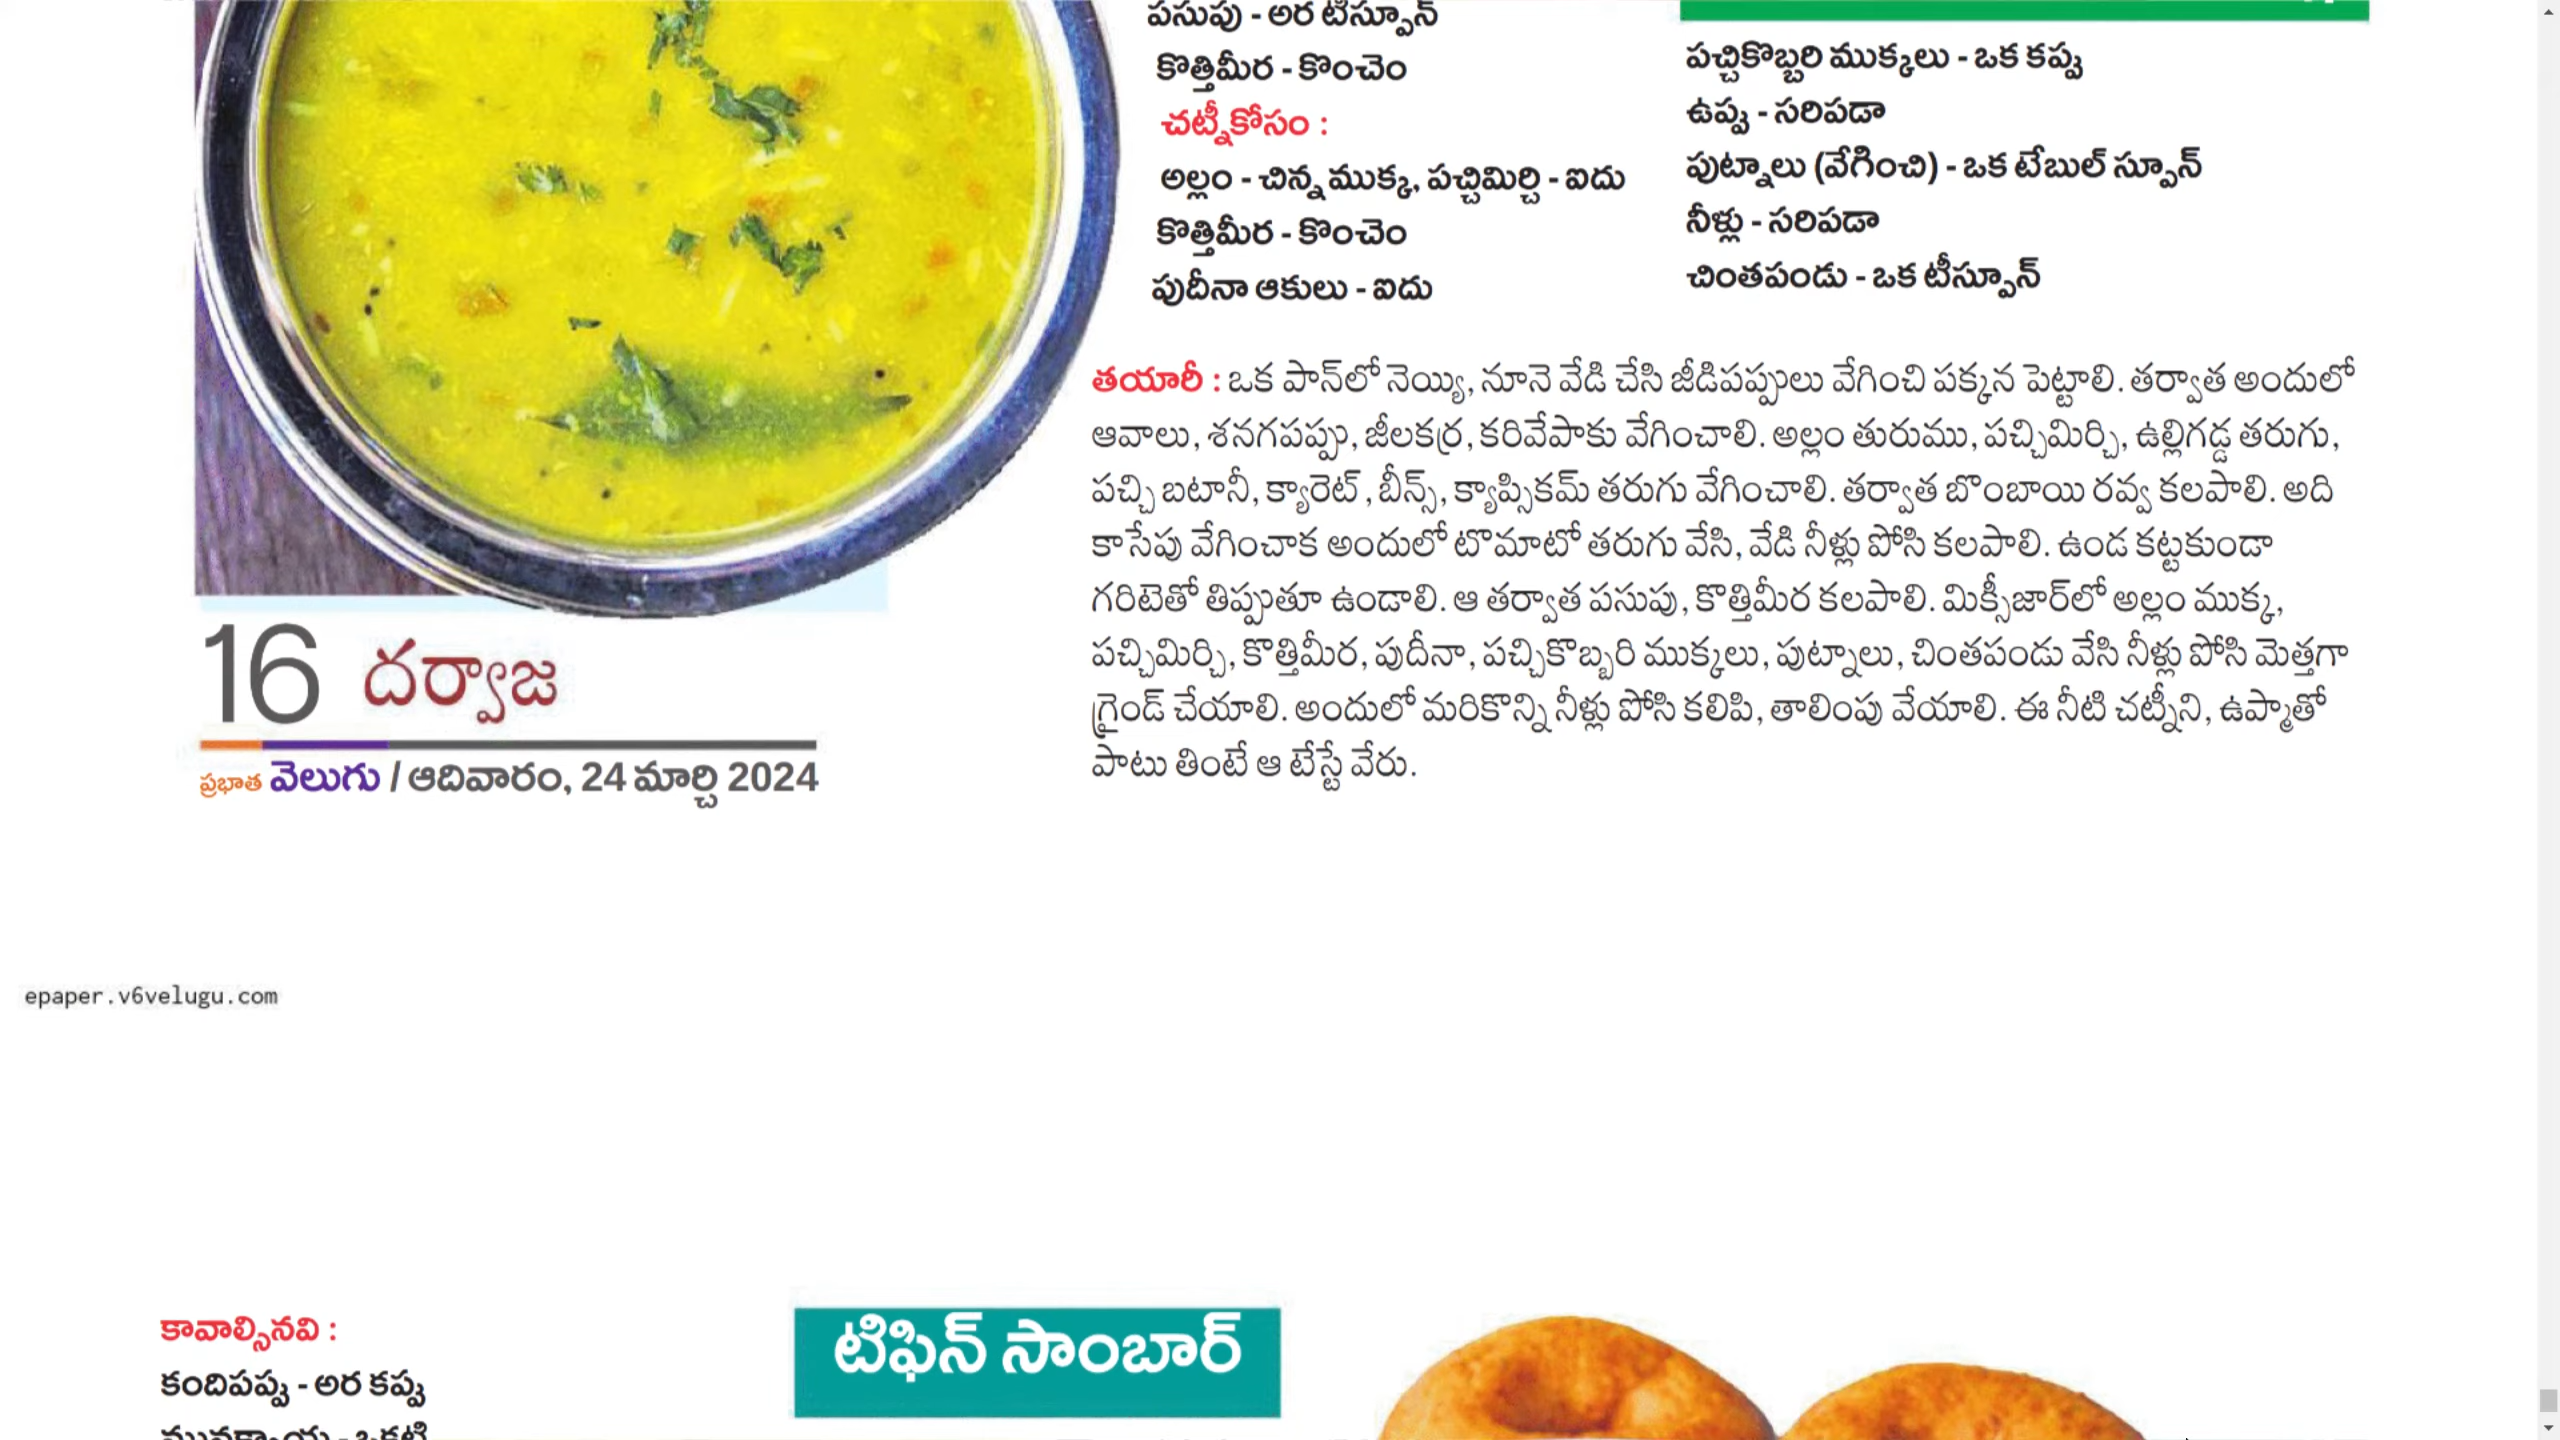 పసుపు - అర టీస్పూన్
కొత్తిమీర - కొంచెం
చట్నీకోసం :
అల్లం - చిన్న ముక్క, పచ్చిమిర్చి - ఐదు
కొత్తిమీర - కొంచెం
పుదీనా ఆకులు - ఐదు
పచ్చికొబ్బరి ముక్కలు - ఒక కప్పు
ఉప్పు - సరిపడా
పుట్నాలు (వేగించి) - ఒక టేబుల్ స్పూన్
నీళ్లు - సరిపడా
చింతపండు - ఒక టీస్పూన్
తయారీ : ఒక పాన్‌లో నెయ్యి, నూనె వేడి చేసి జీడిపప్పులు వేగించి పక్కన పెట్టాలి. తర్వాత అందులో
ఆవాలు, శనగపప్పు, జీలకర్ర, కరివేపాకు వేగించాలి. అల్లం తురుము, పచ్చిమిర్చి, ఉల్లిగడ్డ తరుగు,
పచ్చి బటానీ, క్యారెట్, బీన్స్, క్యాప్సికమ్ తరుగు వేగించాలి. తర్వాత బొంబాయి రవ్వ కలపాలి. అది
కాసేపు వేగించాక అందులో టొమాటో తరుగు వేసి, వేడి నీళ్లు పోసి కలపాలి. ఉండ కట్టకుండా
గరిటెతో తిప్పుతూ ఉండాలి. ఆ తర్వాత పసుపు, కొత్తిమీర కలపాలి. మిక్సీజార్‌లో అల్లం ముక్క,
పచ్చిమిర్చి, కొత్తిమీర, పుదీనా, పచ్చికొబ్బరి ముక్కలు, పుట్నాలు, చింతపండు వేసి నీళ్లు పోసి మెత్తగా
గ్రైండ్ చేయాలి. అందులో మరికొన్ని నీళ్లు పోసి కలిపి, తాలింపు వేయాలి. ఈ నీటి చట్నీని, ఉప్మాతో
పాటు తింటే ఆ టేస్టే వేరు.
16 దర్వాజ
ప్రభాత వెలుగు / ఆదివారం, 24 మార్చి 2024
epaper.v6velugu.com
టిఫిన్ సాంబార్
కావాల్సినవి :
కందిపప్పు - అర కప్పు
మునక్కాయ - ఒకటి